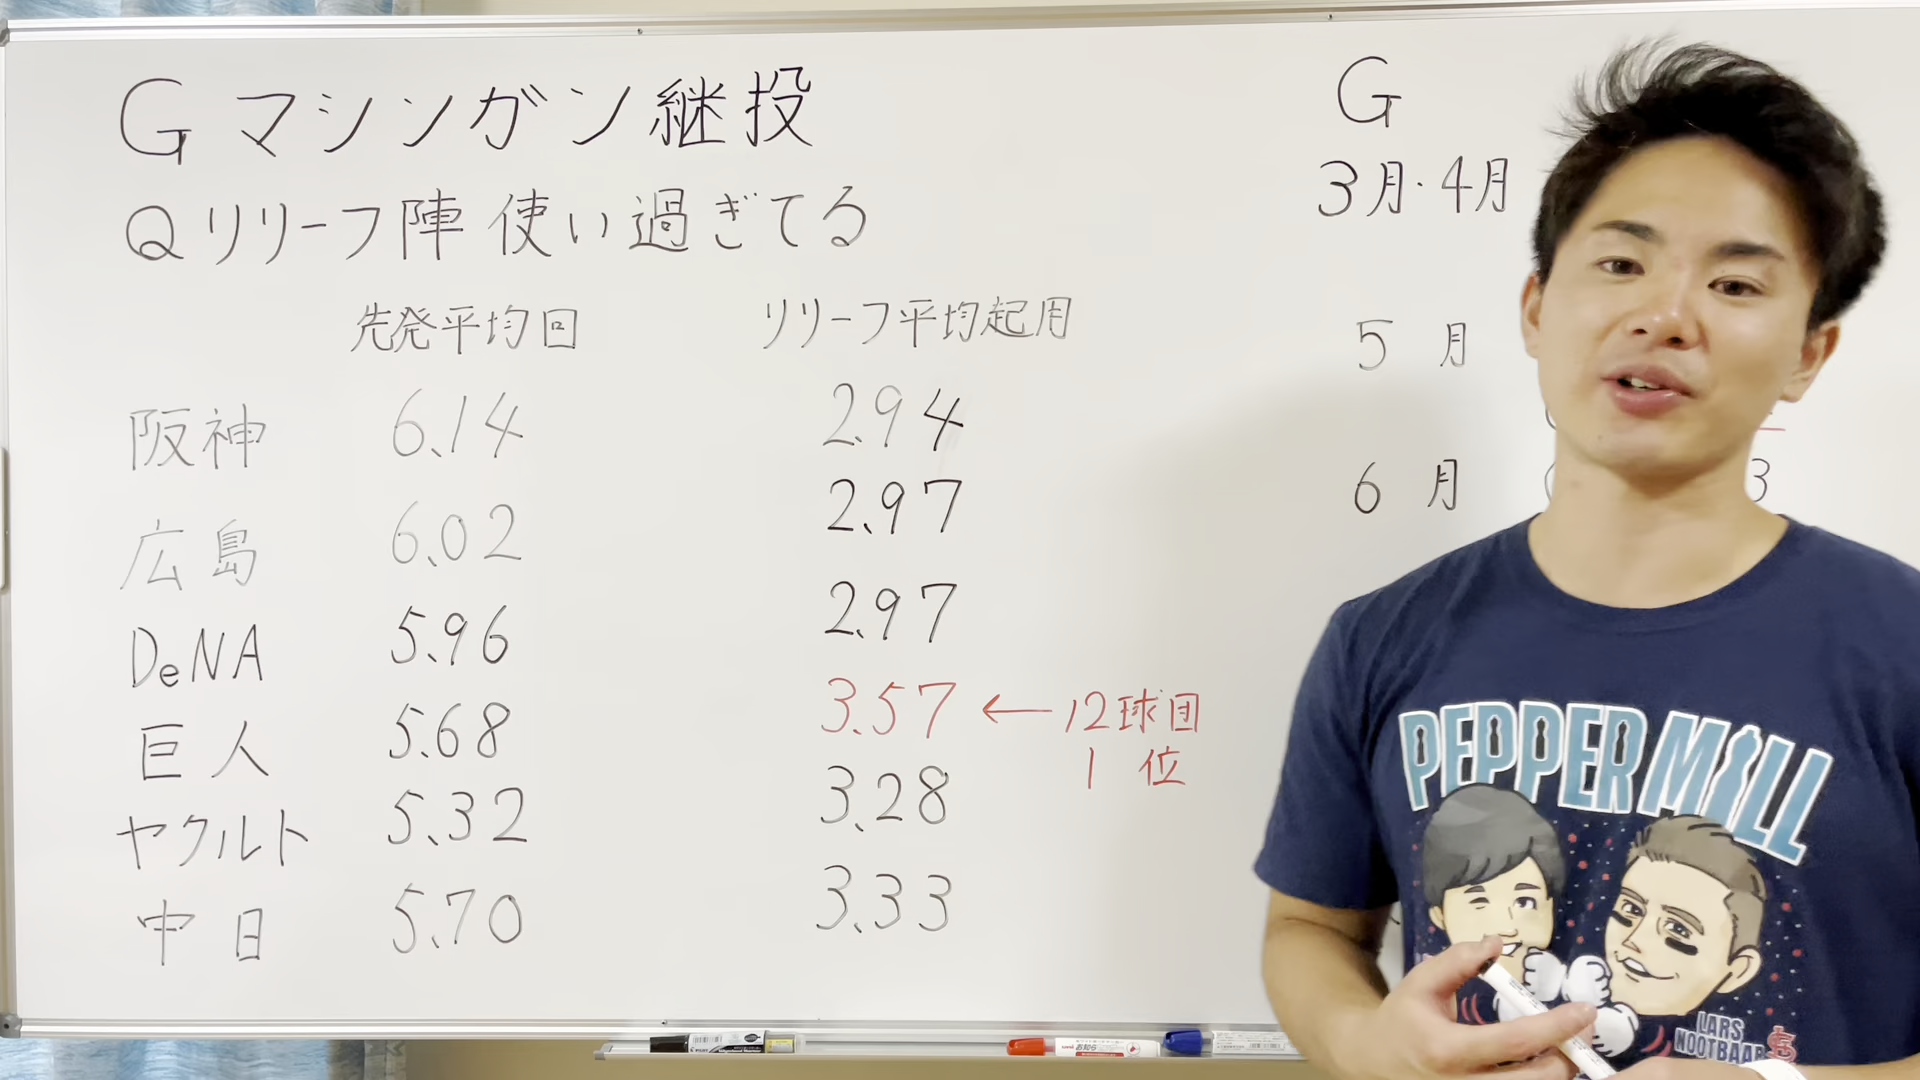 G マシンガン継投
Q リリーフ陣 使い過ぎてる
先発平均回 リリーフ平均起用
阪神 6.14 2.94
広島 6.02 2.97
DeNA 5.96 2.97
巨人 5.68 3.57 ← 12球団
1位
ヤクルト 5.32 3.28
中日 5.70 3.33
G
3月・4月
5月
6月
3
PEPPER MILL
LARS
NOOTBAAR